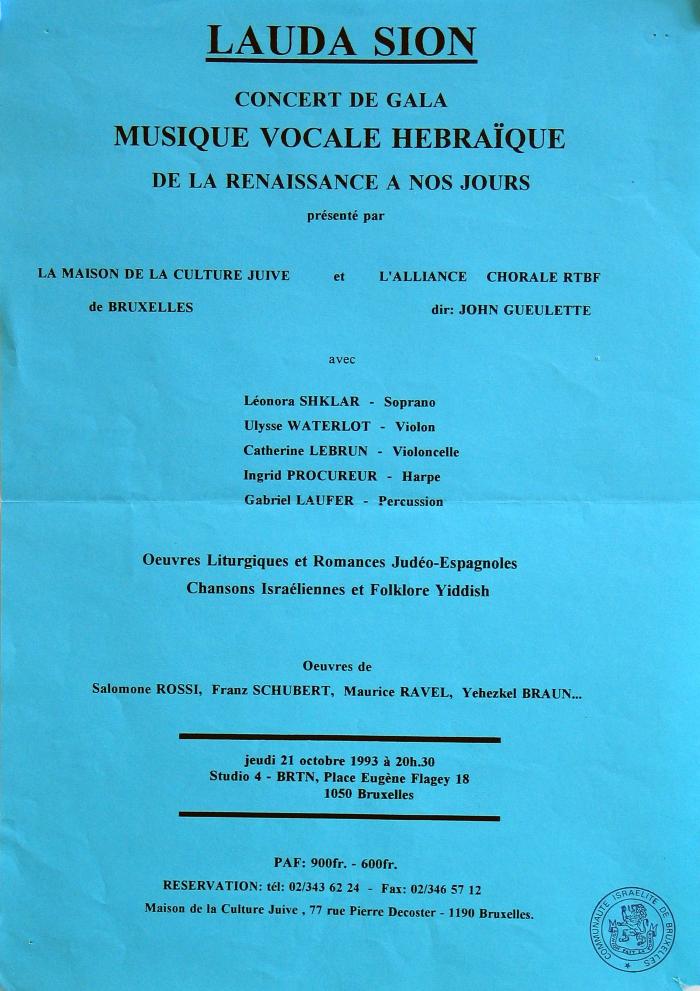 LAUDA SION
CONCERT DE GALA
MUSIQUE VOCALE HEBRAÏQUE
DE LA RENAISSANCE A NOS JOURS
présenté par
LA MAISON DE LA CULTURE JUIVE et L'ALLIANCE CHORALE RTBF
de BRUXELLES dir: JOHN GUEULETTE
avec
Léonora SHKLAR - Soprano
Ulysse WATERLOT - Violon
Catherine LEBRUN - Violoncelle
Ingrid PROCUREUR - Harpe
Gabriel LAUFER - Percussion
Oeuvres Liturgiques et Romances Judéo-Espagnoles
Chansons Israéliennes et Folklore Yiddish
Oeuvres de
Salomone ROSSI, Franz SCHUBERT, Maurice RAVEL, Yehezkel BRAUN...
jeudi 21 octobre 1993 à 20h.30
Studio 4 - BRTN, Place Eugène Flagey 18
1050 Bruxelles
PAF: 900fr. - 600fr.
RESERVATION: tél: 02/343 62 24 - Fax: 02/346 57 12
Maison de la Culture Juive , 77 rue Pierre Decoster - 1190 Bruxelles.
COMMUNAUTE ISRAELITE DE BRUXELLES